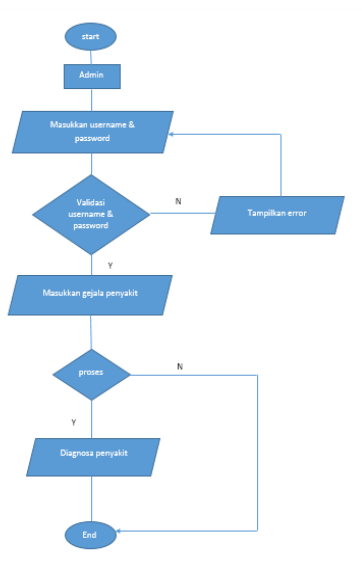 start
Admin
Masukkan username &
password
Validasi
username &
password
N
Tampilkan error
Y
Masukkan gejala penyakit
proses
N
Y
Diagnosa penyakit
End